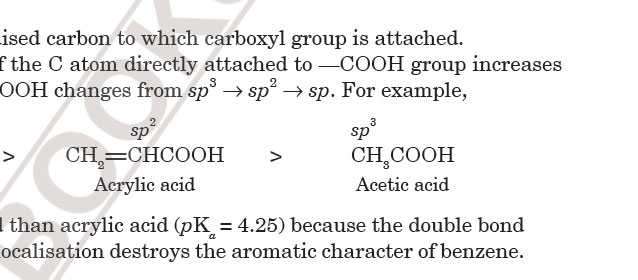 ised carbon to which carboxyl group is attached.
f the C atom directly attached to —COOH group increases
OOH changes from sp³ → sp² → sp. For example,
sp² sp³
> CH₂=CHCOOH > CH₃COOH
Acrylic acid Acetic acid
than acrylic acid (pKₐ = 4.25) because the double bond
ocalisation destroys the aromatic character of benzene.